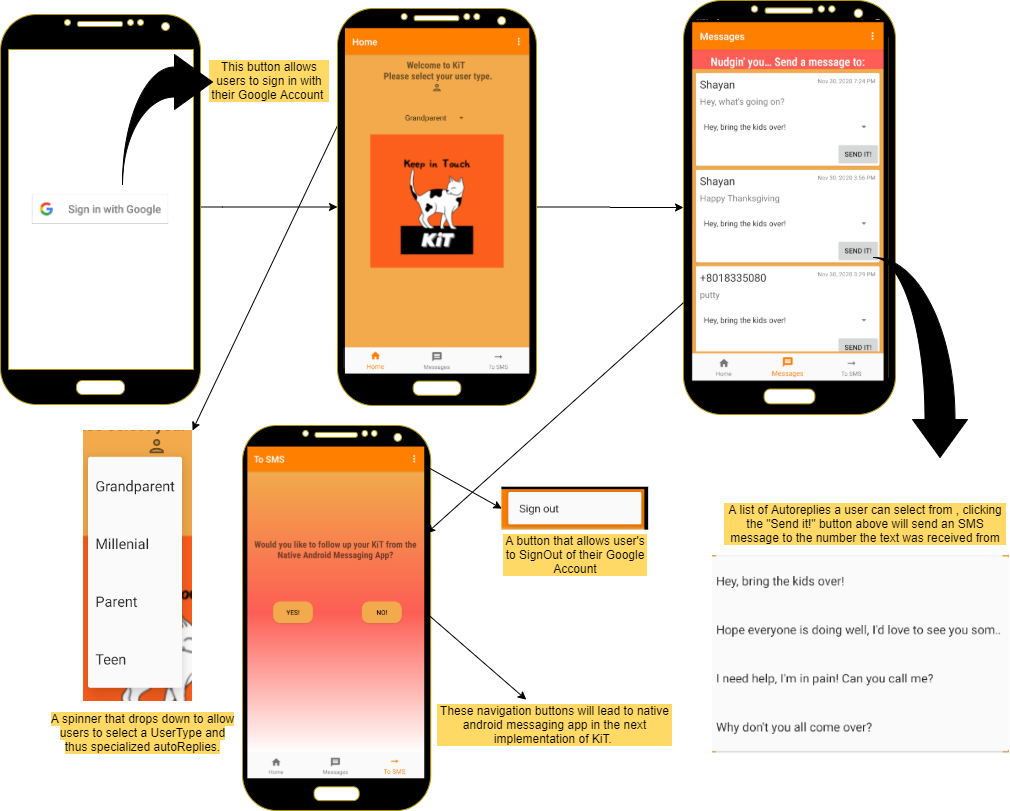 This button allows
users to sign in with
their Google Account
Sign in with Google
Home
Welcome to KiT
Please select your user type.
Grandparent
Keep in Touch
KiT
Home
Messages
To SMS
Messages
Nudgin' you... Send a message to:
Shayan
Nov 30, 2020 7:24 PM
Hey, what's going on?
Hey, bring the kids over!
SEND IT!
Shayan
Nov 30, 2020 3:56 PM
Happy Thanksgiving
Hey, bring the kids over!
SEND IT!
+8018335080
Nov 30, 2020 3:29 PM
putty
Hey, bring the kids over!
SEND IT!
Home
Messages
To SMS
Grandparent
Millenial
Parent
Teen
A spinner that drops down to allow
users to select a UserType and
thus specialized autoReplies.
To SMS
Would you like to follow up your KiT from the
Native Android Messaging App?
YES!
NO!
Home
Messages
To SMS
Sign out
A button that allows user's
to SignOut of their Google
Account
These navigation buttons will lead to native
android messaging app in the next
implementation of KiT.
A list of Autoreplies a user can select from , clicking
the "Send it!" button above will send an SMS
message to the number the text was received from
Hey, bring the kids over!
Hope everyone is doing well, I'd love to see you som..
I need help, I'm in pain! Can you call me?
Why don't you all come over?